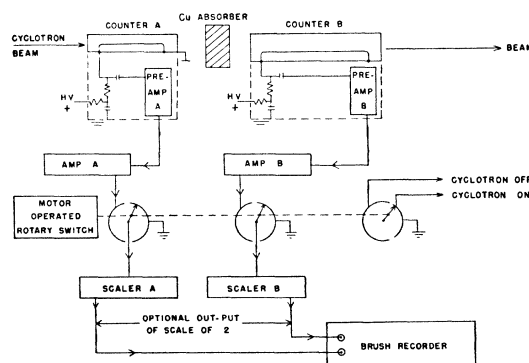 COUNTER A
Cu ABSORBER
COUNTER B
CYCLOTRON
BEAM
BEAM
PRE-
AMP
A
PRE-
AMP
B
HV
+
HV
+
AMP A
AMP B
CYCLOTRON OFF
CYCLOTRON ON
MOTOR
OPERATED
ROTARY SWITCH
SCALER A
SCALER B
OPTIONAL OUT-PUT
OF SCALE OF 2
BRUSH RECORDER